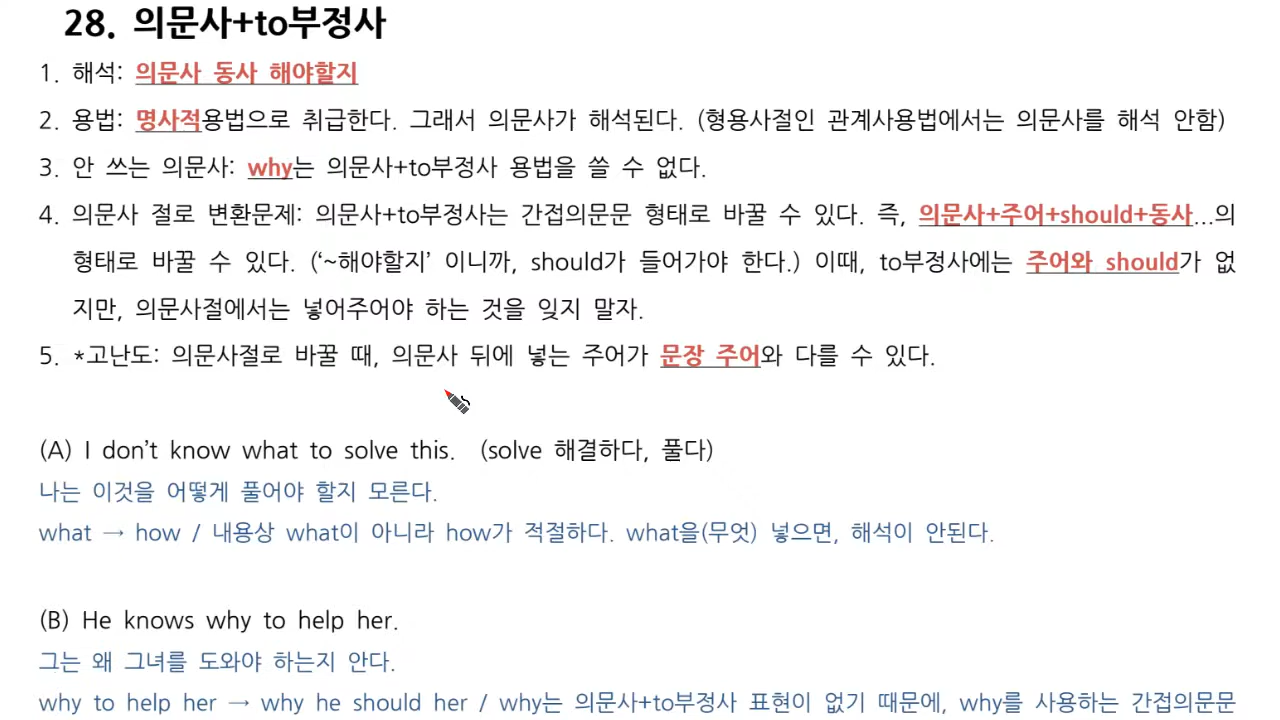 28. 의문사+to부정사
1. 해석: 의문사 동사 해야할지
2. 용법: 명사적용법으로 취급한다. 그래서 의문사가 해석된다. (형용사절인 관계사용법에서는 의문사를 해석 안함)
3. 안 쓰는 의문사: why는 의문사+to부정사 용법을 쓸 수 없다.
4. 의문사 절로 변환문제: 의문사+to부정사는 간접의문문 형태로 바꿀 수 있다. 즉, 의문사+주어+should+동사...의
형태로 바꿀 수 있다. (‘~해야할지’ 이니까, should가 들어가야 한다.) 이때, to부정사에는 주어와 should가 없
지만, 의문사절에서는 넣어주어야 하는 것을 잊지 말자.
5. *고난도: 의문사절로 바꿀 때, 의문사 뒤에 넣는 주어가 문장 주어와 다를 수 있다.
(A) I don’t know what to solve this. (solve 해결하다, 풀다)
나는 이것을 어떻게 풀어야 할지 모른다.
what → how / 내용상 what이 아니라 how가 적절하다. what을(무엇) 넣으면, 해석이 안된다.
(B) He knows why to help her.
그는 왜 그녀를 도와야 하는지 안다.
why to help her → why he should her / why는 의문사+to부정사 표현이 없기 때문에, why를 사용하는 간접의문문